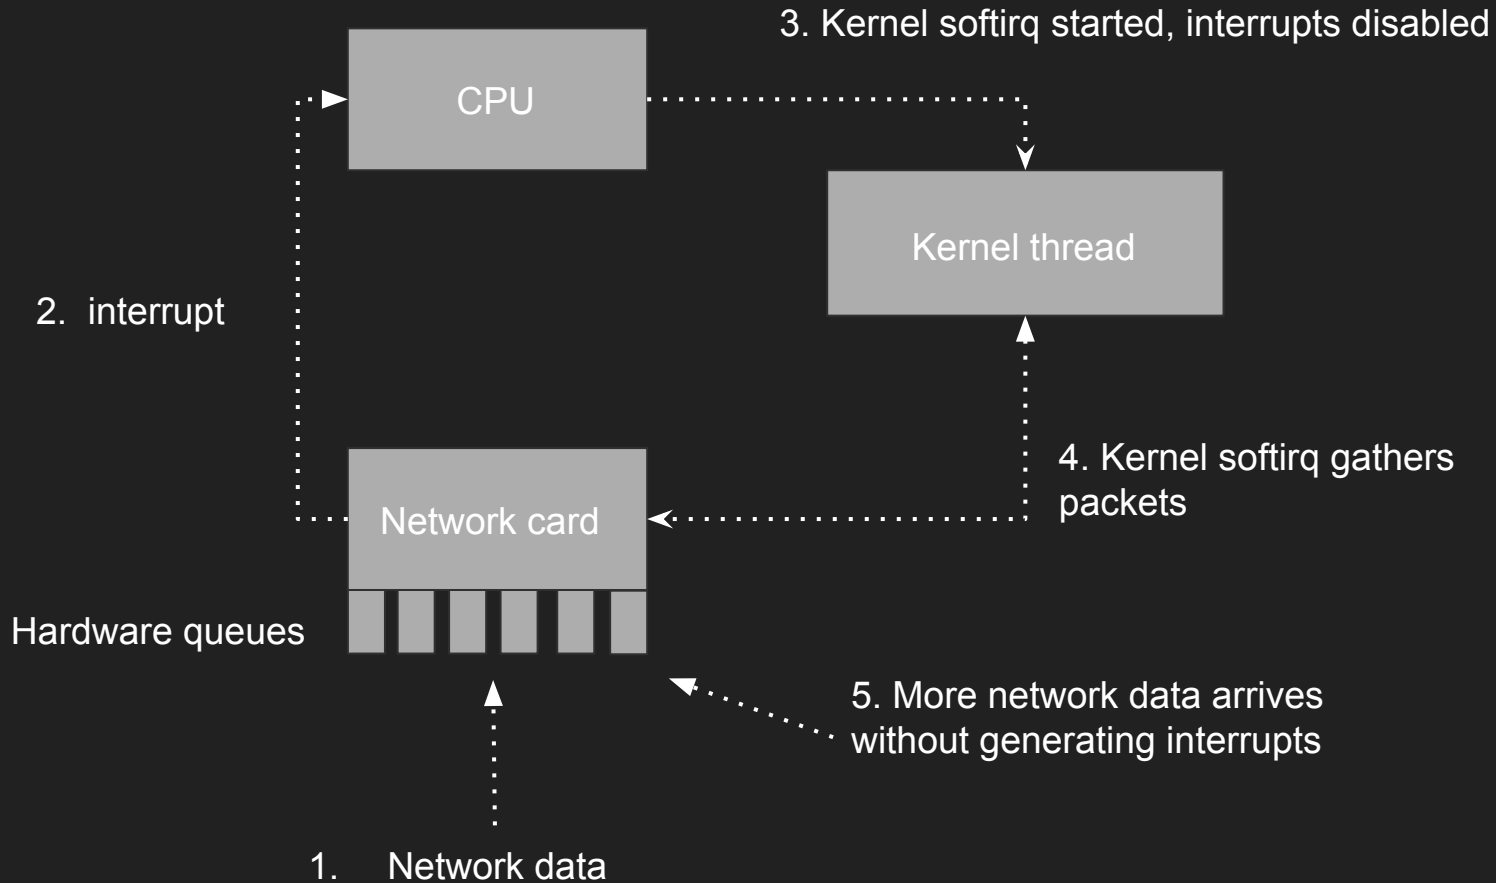 3. Kernel softirq started, interrupts disabled
CPU
Kernel thread
2. interrupt
4. Kernel softirq gathers
packets
Network card
Hardware queues
5. More network data arrives
without generating interrupts
1. Network data